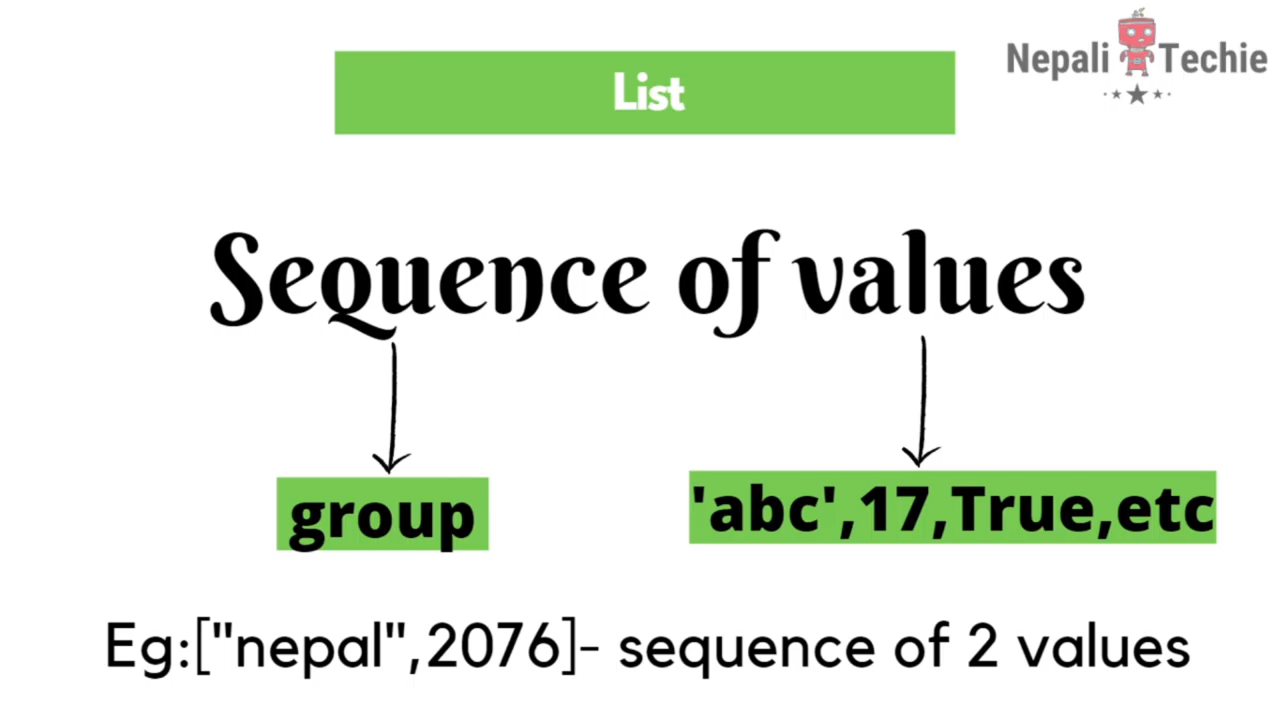 Nepali Techie
List
Sequence of values
group
'abc',17,True,etc
Eg:["nepal",2076]- sequence of 2 values